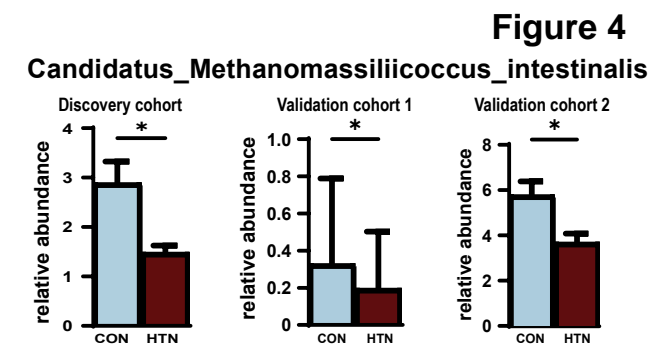 Figure 4
Candidatus_Methanomassiliicoccus_intestinalis
Discovery cohort
relative abundance
4
3
2
1
0
*
CON HTN
Validation cohort 1
relative abundance
1.0
0.8
0.6
0.4
0.2
0
*
CON HTN
Validation cohort 2
relative abundance
8
6
4
2
0
*
CON HTN